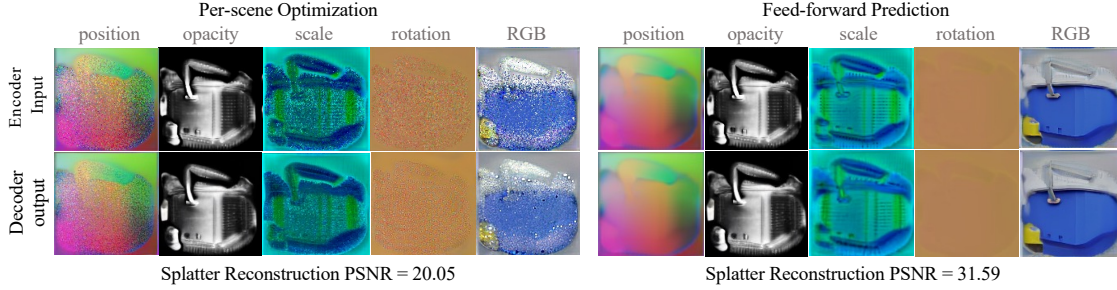 Per-scene Optimization
Feed-forward Prediction
position opacity scale rotation RGB
position opacity scale rotation RGB
Encoder
Input
Decoder
output
Splatter Reconstruction PSNR = 20.05
Splatter Reconstruction PSNR = 31.59